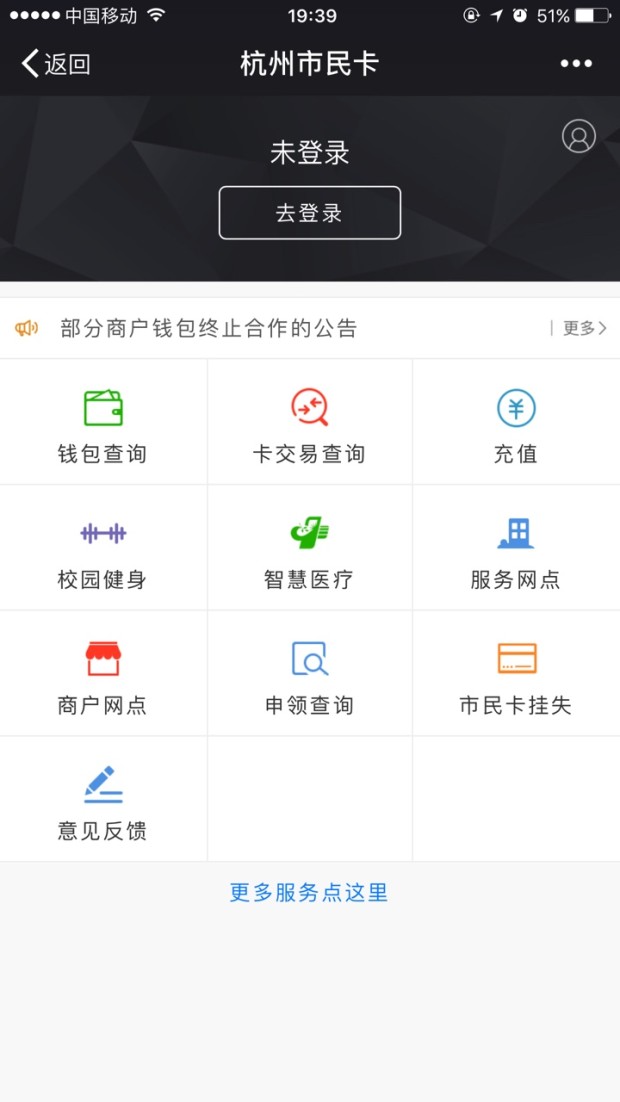 中国移动
19:39
51%
返回
杭州市民卡
未登录
去登录
部分商户钱包终止合作的公告
更多
钱包查询
卡交易查询
充值
校园健身
智慧医疗
服务网点
商户网点
申领查询
市民卡挂失
意见反馈
更多服务点这里